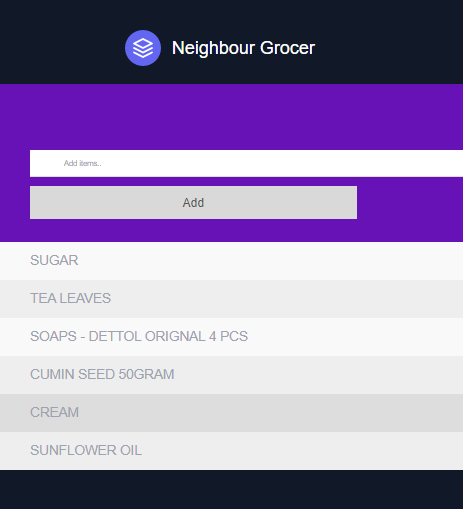 Neighbour Grocer
Add items..
Add
SUGAR
TEA LEAVES
SOAPS - DETTOL ORIGNAL 4 PCS
CUMIN SEED 50GRAM
CREAM
SUNFLOWER OIL